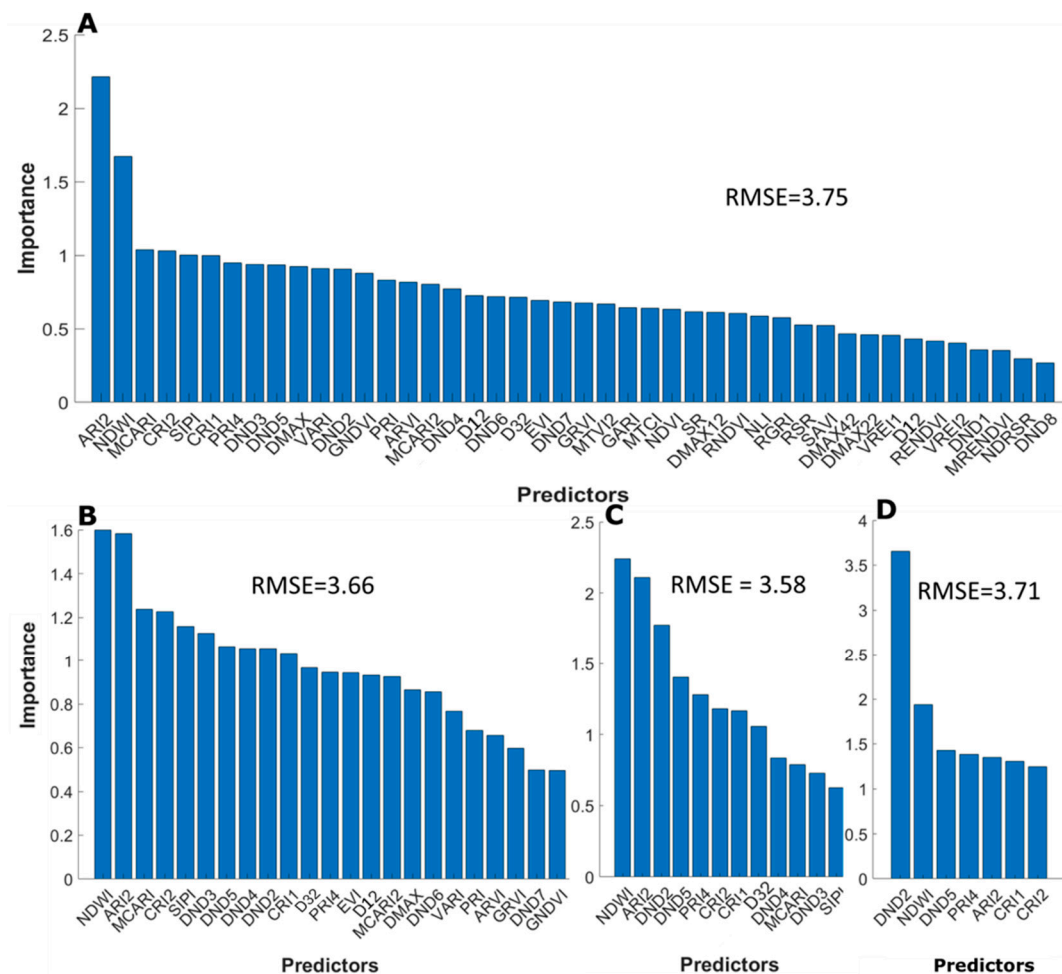 A
2.5
2
1.5
1
0.5
0
Importance
RMSE=3.75
ARI2 NDWI MCARI CRI2 SIPI CRI1 PRI4 DND3 DND5 DMAX VARI DND2 GNDVI PRI ARVI MCARI2 DND4 D12 DND6 D32 EVI DND7 GRVI MTVI2 GARI MTCI NDVI SR DMAX12 RNDVI NLI RGRI RSR SAVI DMAX42 DMAX22 VREI1 D12 RENDVI VREI2 DND1 MRENDVI NDRSR DND8
Predictors
B
1.6
1.4
1.2
1
0.8
0.6
0.4
0.2
0
Importance
RMSE=3.66
NDWI ARI2 MCARI CRI2 SIPI DND3 DND5 DND4 DND2 CRI1 D32 PRI4 EVI D12 MCARI2 DMAX DND6 VARI PRI ARVI GRVI DND7 GNDVI
Predictors
C
2.5
2
1.5
1
0.5
0
RMSE = 3.58
NDWI ARI2 DND2 DND5 PRI4 CRI2 CRI1 D32 DND4 MCARI DND3 SIPI
Predictors
D
4
3.5
3
2.5
2
1.5
1
0.5
0
RMSE=3.71
DND2 NDWI DND5 PRI4 ARI2 CRI1 CRI2
Predictors